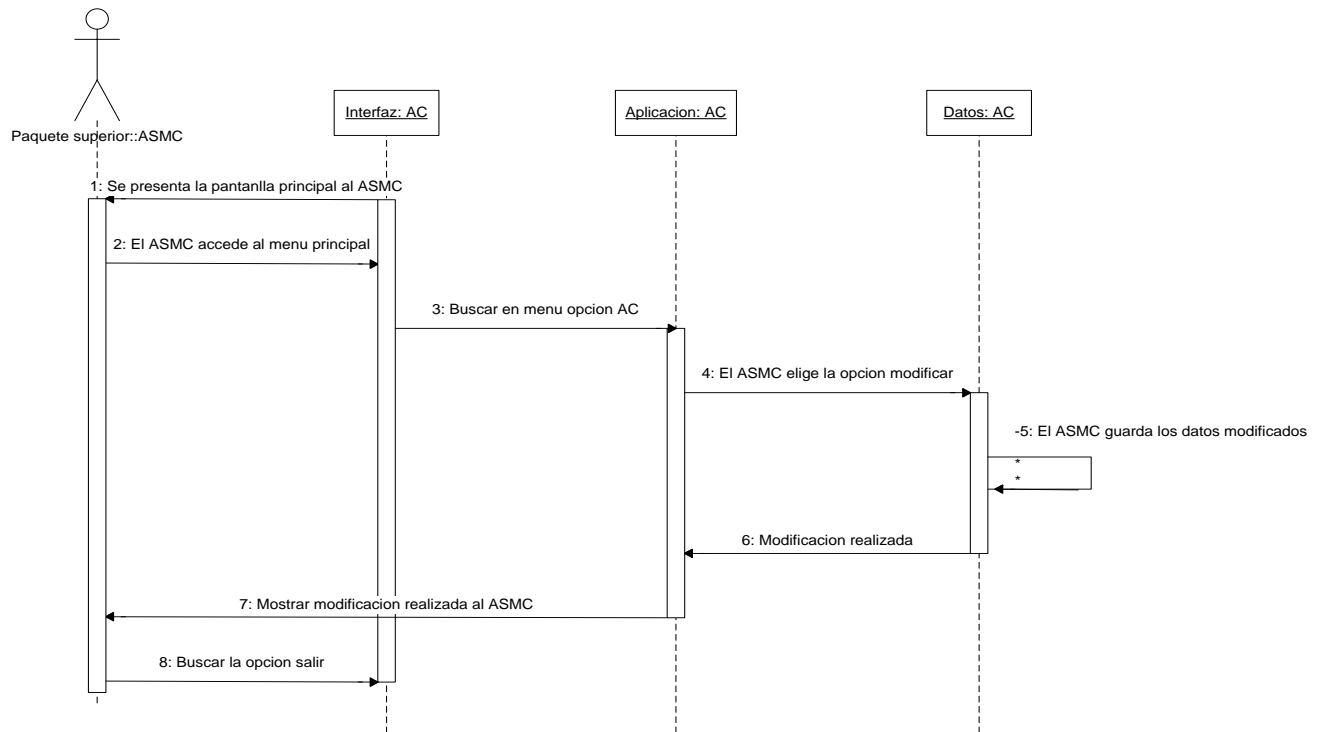 Interfaz: AC
Aplicacion: AC
Datos: AC
Paquete superior::ASMC
1: Se presenta la pantanlla principal al ASMC
2: El ASMC accede al menu principal
3: Buscar en menu opcion AC
4: El ASMC elige la opcion modificar
-5: El ASMC guarda los datos modificados
*
*
6: Modificacion realizada
7: Mostrar modificacion realizada al ASMC
8: Buscar la opcion salir